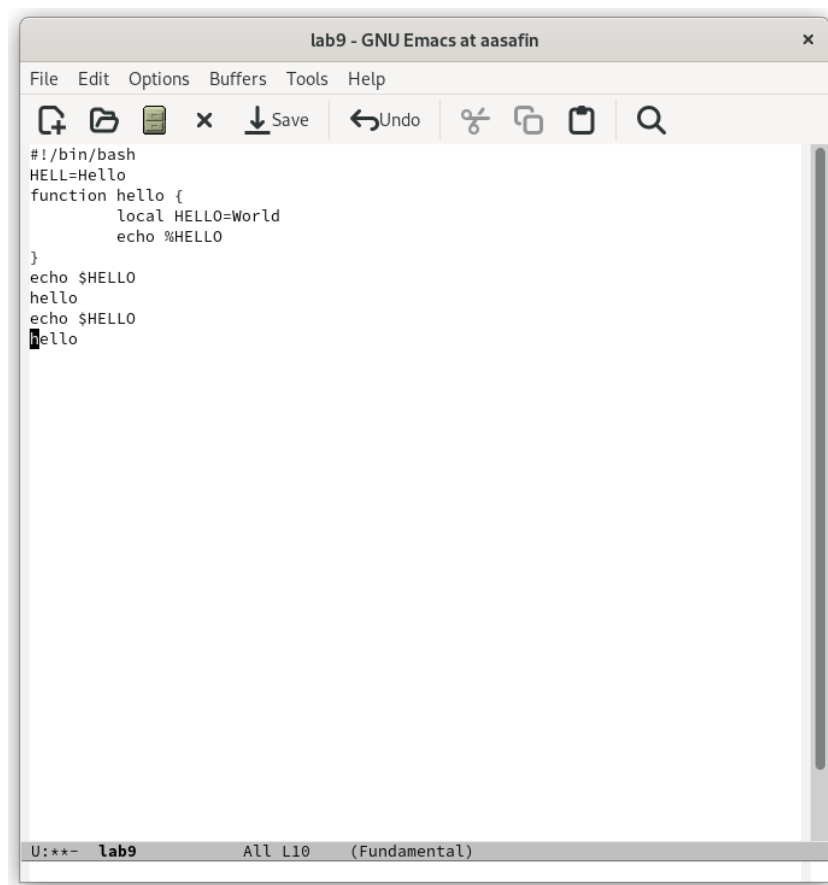 lab9 - GNU Emacs at aasafin ×
File Edit Options Buffers Tools Help
Save Undo
#!/bin/bash
HELL=Hello
function hello {
         local HELLO=World
         echo %HELLO
}
echo $HELLO
hello
echo $HELLO
hello
U:**-  lab9           All L10    (Fundamental)